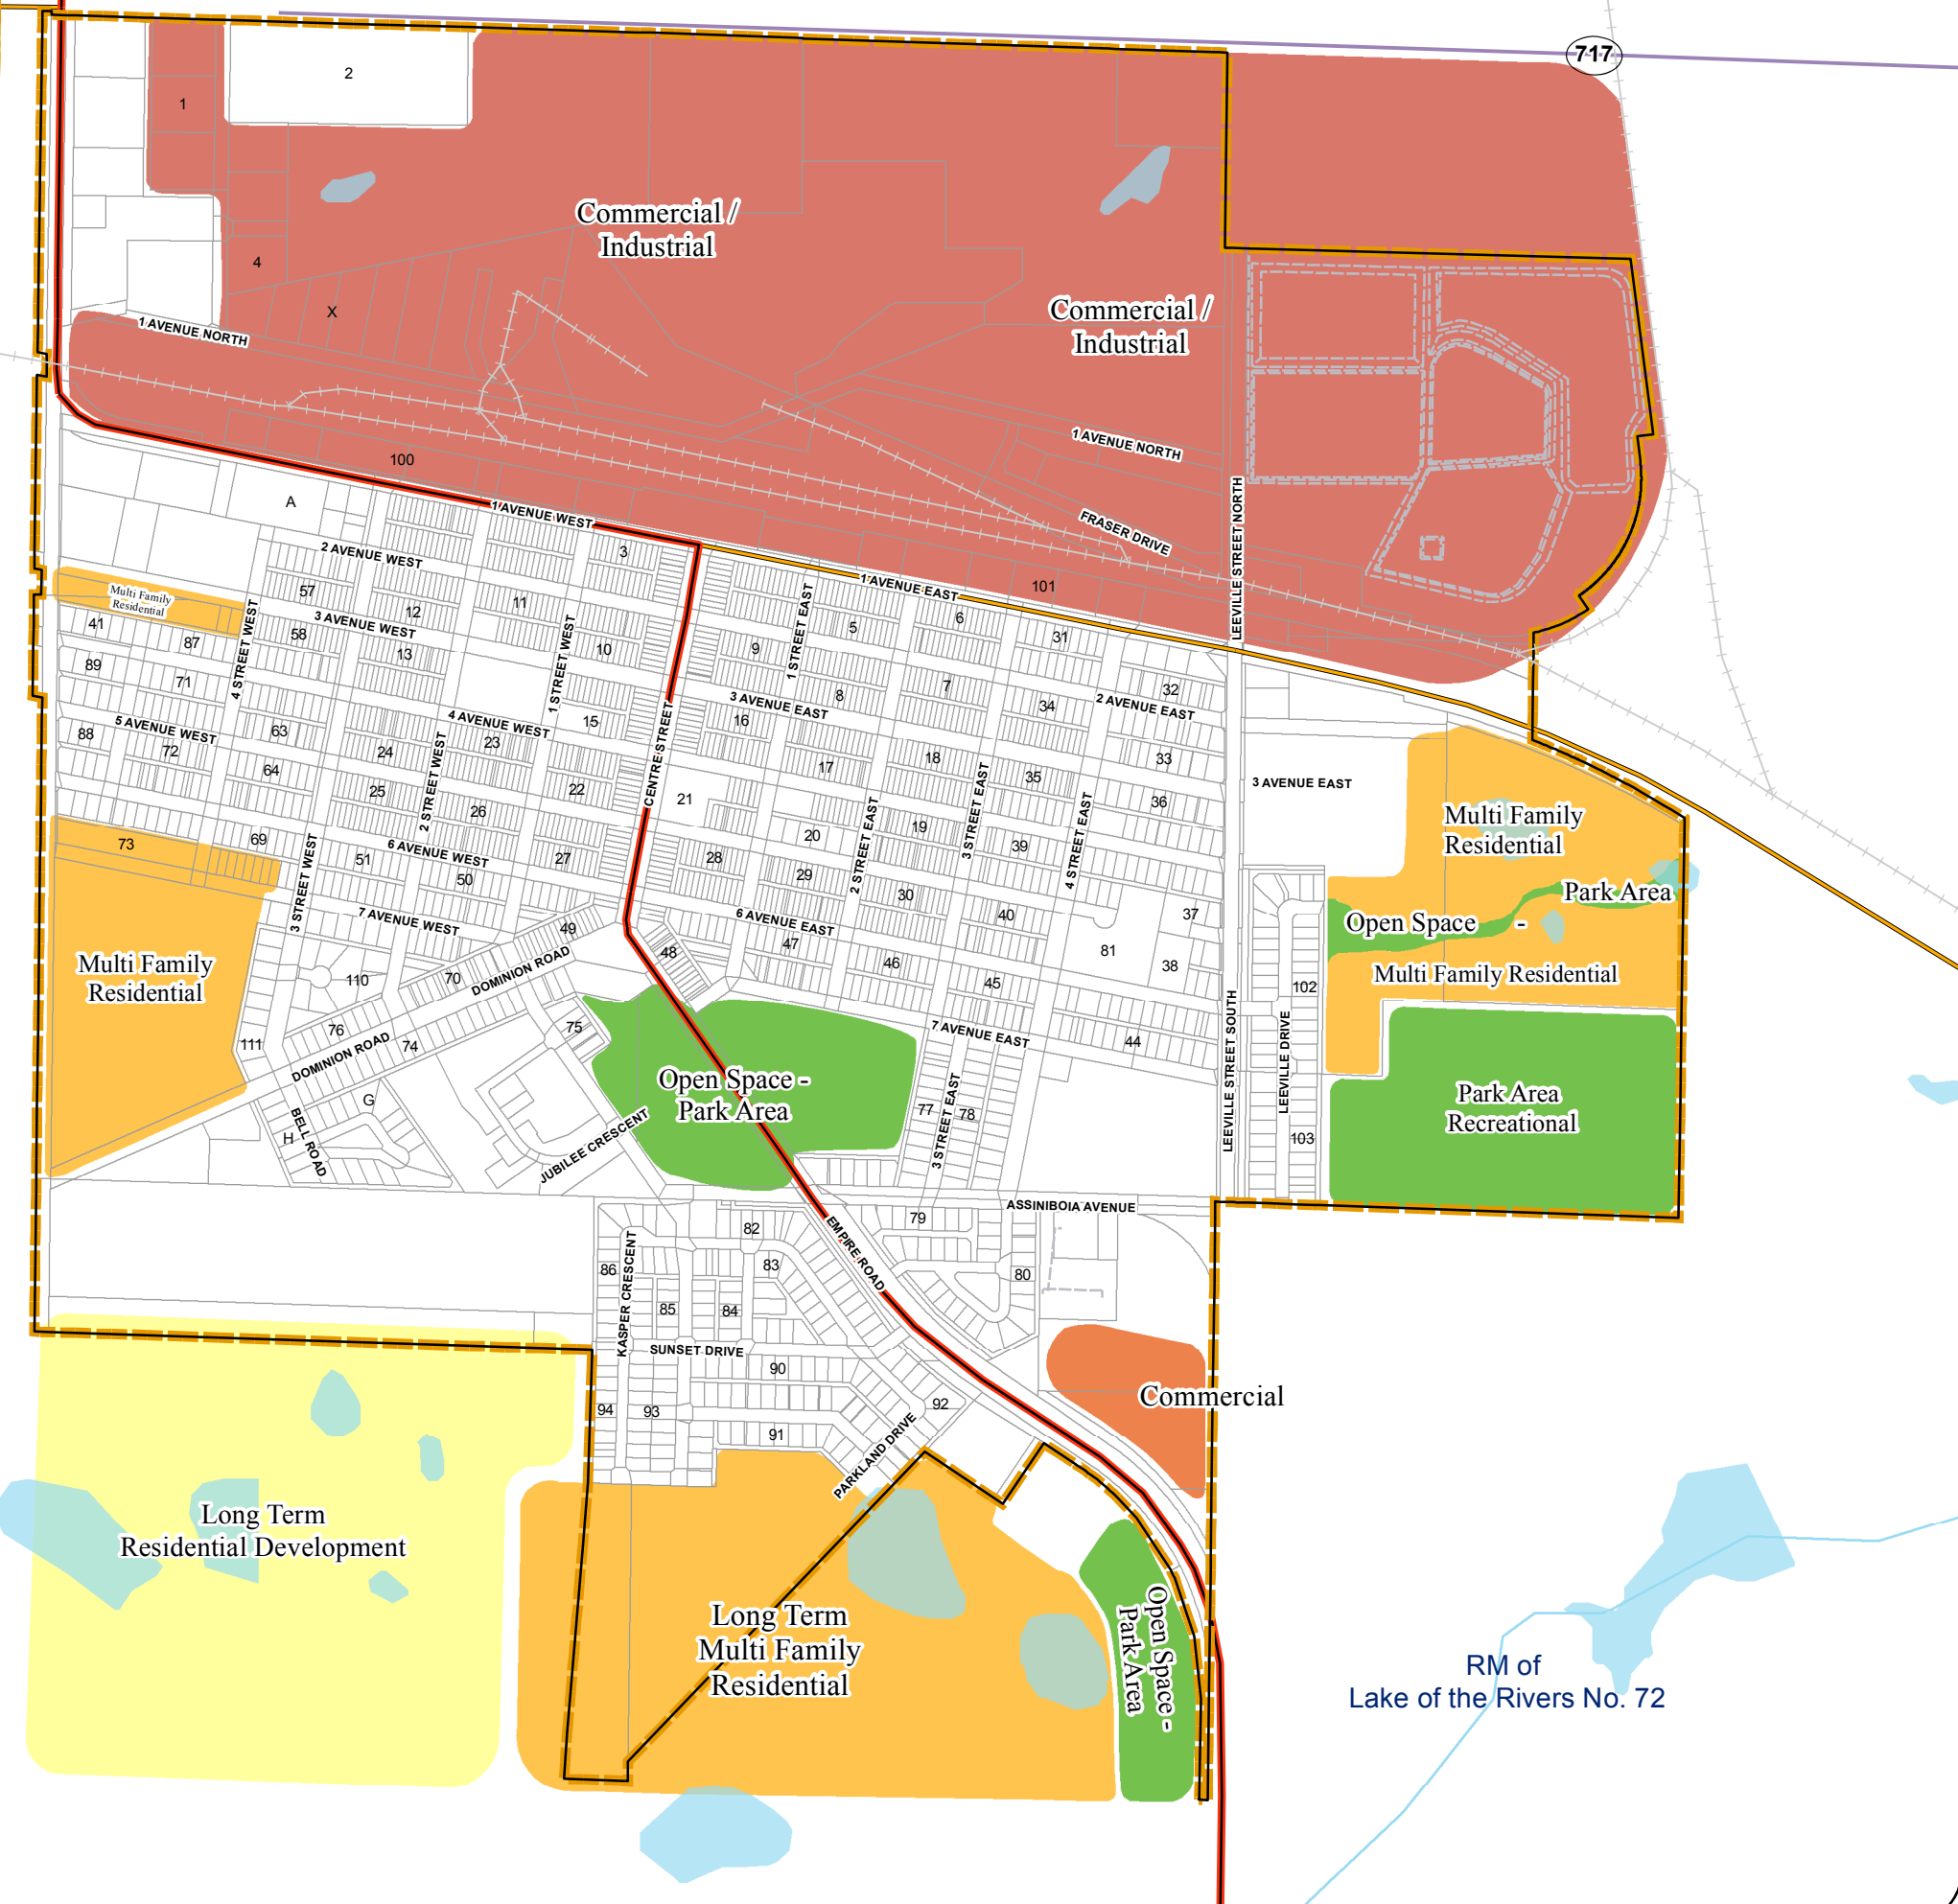 717
2
1
Commercial /
Industrial
4
X
Commercial /
Industrial
1 AVENUE NORTH
1 AVENUE NORTH
100
A
1 AVENUE WEST
LEEVILLE STREET NORTH
FRASER DRIVE
3
2 AVENUE WEST
1 AVENUE EAST
101
Multi Family
Residential
57
12
11
3 AVENUE WEST
41
87
58
13
10
4 STREET WEST
1 STREET WEST
1 STREET EAST
5
6
31
9
89
71
7
8
32
3 AVENUE EAST
2 AVENUE EAST
34
16
15
4 AVENUE WEST
5 AVENUE WEST
88
72
63
24
23
64
25
22
26
2 STREET WEST
CENTRE STREET
21
17
18
33
35
36
3 AVENUE EAST
19
20
39
2 STREET EAST
3 STREET EAST
4 STREET EAST
Multi Family
Residential
73
69
51
6 AVENUE WEST
27
28
29
50
30
3 STREET WEST
7 AVENUE WEST
49
6 AVENUE EAST
40
37
Park Area
Open Space -
48
47
46
81
38
45
Multi Family Residential
Multi Family
Residential
110
70
DOMINION ROAD
102
76
75
74
111
DOMINION ROAD
7 AVENUE EAST
44
LEEVILLE STREET SOUTH
LEEVILLE DRIVE
Open Space -
Park Area
Park Area
Recreational
G
H
BELL ROAD
JUBILEE CRESCENT
77
78
3 STREET EAST
103
ASSINIBOIA AVENUE
79
82
EMPIRE ROAD
83
86
KASPER CRESCENT
80
85
84
SUNSET DRIVE
90
Commercial
94
93
92
91
PARKLAND DRIVE
Long Term
Residential Development
Long Term
Multi Family
Residential
Open Space -
Park Area
RM of
Lake of the Rivers No. 72